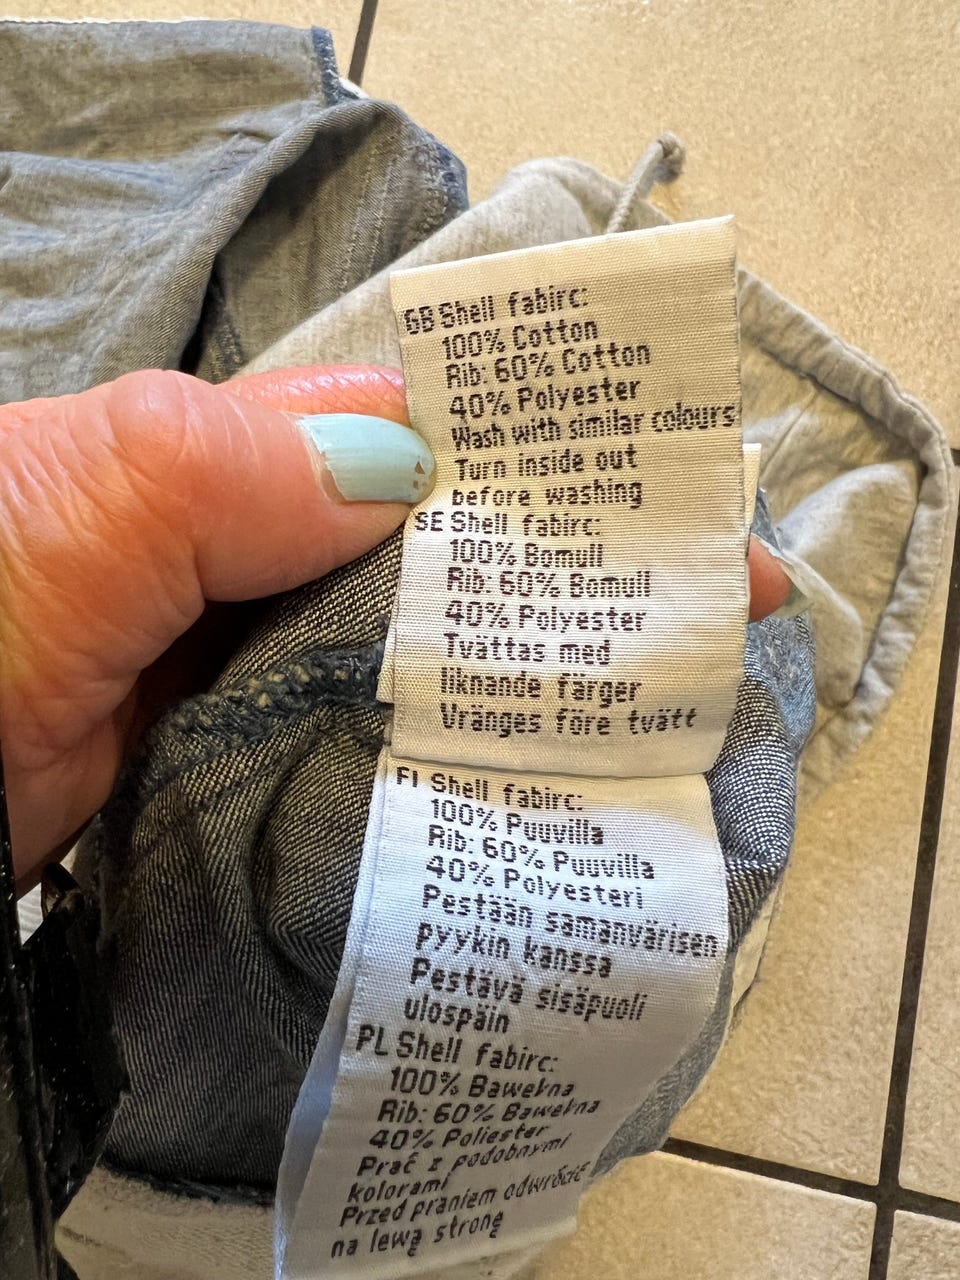 GB Shell fabirc:
100% Cotton
Rib: 60% Cotton
40% Polyester
Wash with similar colours
Turn inside out
before washing
SE Shell fabirc:
100% Bomull
Rib: 60% Bomull
40% Polyester
Tvättas med
liknande färger
Vränges före tvätt
FI Shell fabirc:
100% Puuvilla
Rib: 60% Puuvilla
40% Polyesteri
Pestään samanvärisen
pyykin kanssa
Pestävä sisäpuoli
ulospäin
PL Shell fabirc:
100% Bawełna
Rib: 60% Bawełna
40% Poliester
Prać z podobnymi
kolorami
Przed praniem odwrócić
na lewą stronę